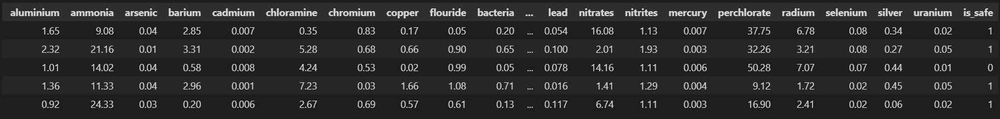 aluminium ammonia arsenic barium cadmium chloramine chromium copper flouride bacteria ... lead nitrates nitrites mercury perchlorate radium selenium silver uranium is_safe
1.65 9.08 0.04 2.85 0.007 0.35 0.83 0.17 0.05 0.20 ... 0.054 16.08 1.13 0.007 37.75 6.78 0.08 0.34 0.02 1
2.32 21.16 0.01 3.31 0.002 5.28 0.68 0.66 0.90 0.65 ... 0.100 2.01 1.93 0.003 32.26 3.21 0.08 0.27 0.05 1
1.01 14.02 0.04 0.58 0.008 4.24 0.53 0.02 0.99 0.05 ... 0.078 14.16 1.11 0.006 50.28 7.07 0.07 0.44 0.01 0
1.36 11.33 0.04 2.96 0.001 7.23 0.03 1.66 1.08 0.71 ... 0.016 1.41 1.29 0.004 9.12 1.72 0.02 0.45 0.05 1
0.92 24.33 0.03 0.20 0.006 2.67 0.69 0.57 0.61 0.13 ... 0.117 6.74 1.11 0.003 16.90 2.41 0.02 0.06 0.02 1